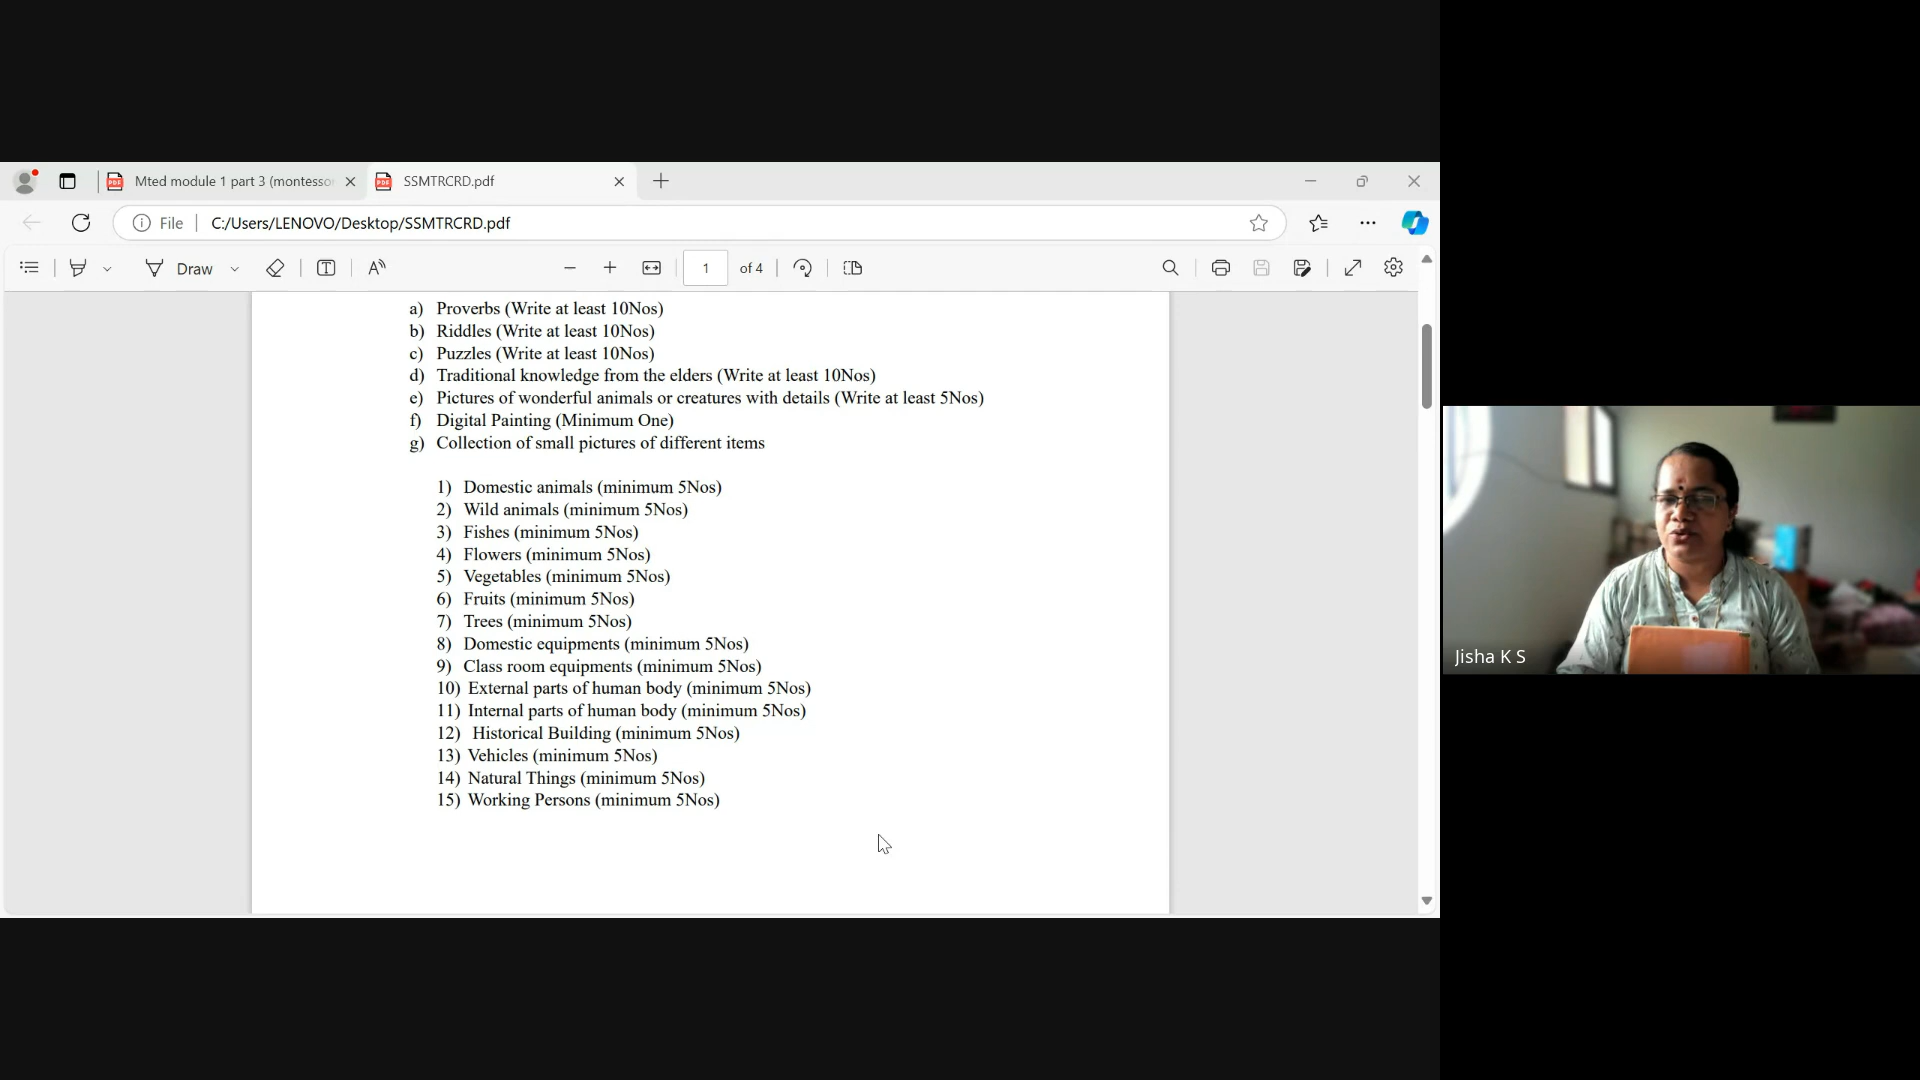 Mted module 1 part 3 (montesso
SSMTRCRD.pdf
File
C:/Users/LENOVO/Desktop/SSMTRCRD.pdf
Draw
1 of 4
a) Proverbs (Write at least 10Nos)
b) Riddles (Write at least 10Nos)
c) Puzzles (Write at least 10Nos)
d) Traditional knowledge from the elders (Write at least 10Nos)
e) Pictures of wonderful animals or creatures with details (Write at least 5Nos)
f) Digital Painting (Minimum One)
g) Collection of small pictures of different items
1) Domestic animals (minimum 5Nos)
2) Wild animals (minimum 5Nos)
3) Fishes (minimum 5Nos)
4) Flowers (minimum 5Nos)
5) Vegetables (minimum 5Nos)
6) Fruits (minimum 5Nos)
7) Trees (minimum 5Nos)
8) Domestic equipments (minimum 5Nos)
9) Class room equipments (minimum 5Nos)
10) External parts of human body (minimum 5Nos)
11) Internal parts of human body (minimum 5Nos)
12) Historical Building (minimum 5Nos)
13) Vehicles (minimum 5Nos)
14) Natural Things (minimum 5Nos)
15) Working Persons (minimum 5Nos)
Jisha K S